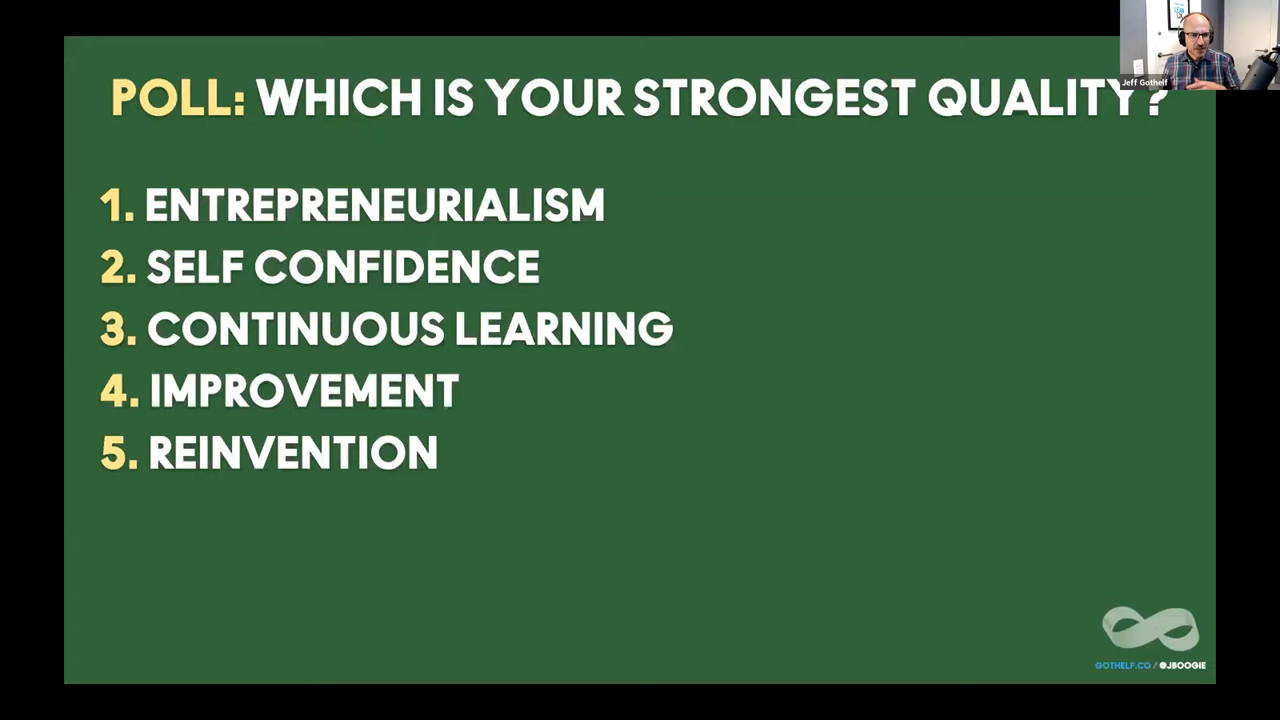 POLL: WHICH IS YOUR STRONGEST QUALITY?
Jeff Gothelf
1. ENTREPRENEURIALISM
2. SELF CONFIDENCE
3. CONTINUOUS LEARNING
4. IMPROVEMENT
5. REINVENTION
GOTHELF.CO / @JBOOGIE